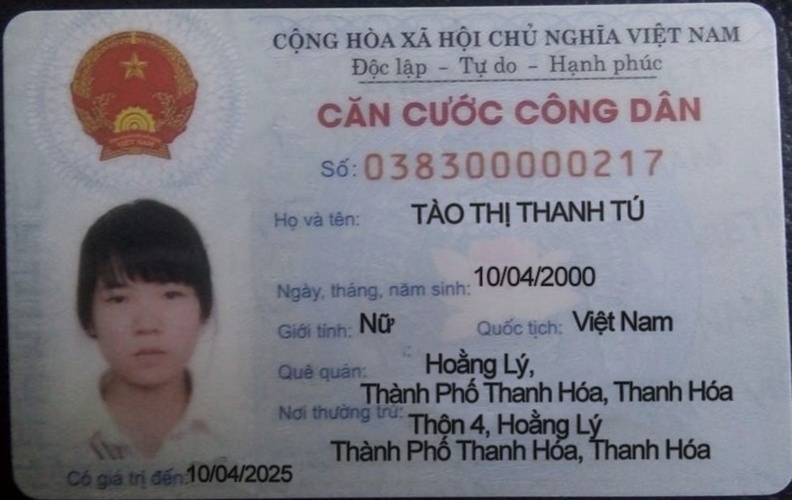 CỘNG HÒA XÃ HỘI CHỦ NGHĨA VIỆT NAM
Độc lập - Tự do - Hạnh phúc
CĂN CƯỚC CÔNG DÂN
Số: 038300000217
Họ và tên: TÀO THỊ THANH TÚ
Ngày, tháng, năm sinh: 10/04/2000
Giới tính: Nữ Quốc tịch: Việt Nam
Quê quán: Hoằng Lý,
Thành Phố Thanh Hóa, Thanh Hóa
Nơi thường trú: Thôn 4, Hoằng Lý
Thành Phố Thanh Hóa, Thanh Hóa
Có giá trị đến: 10/04/2025